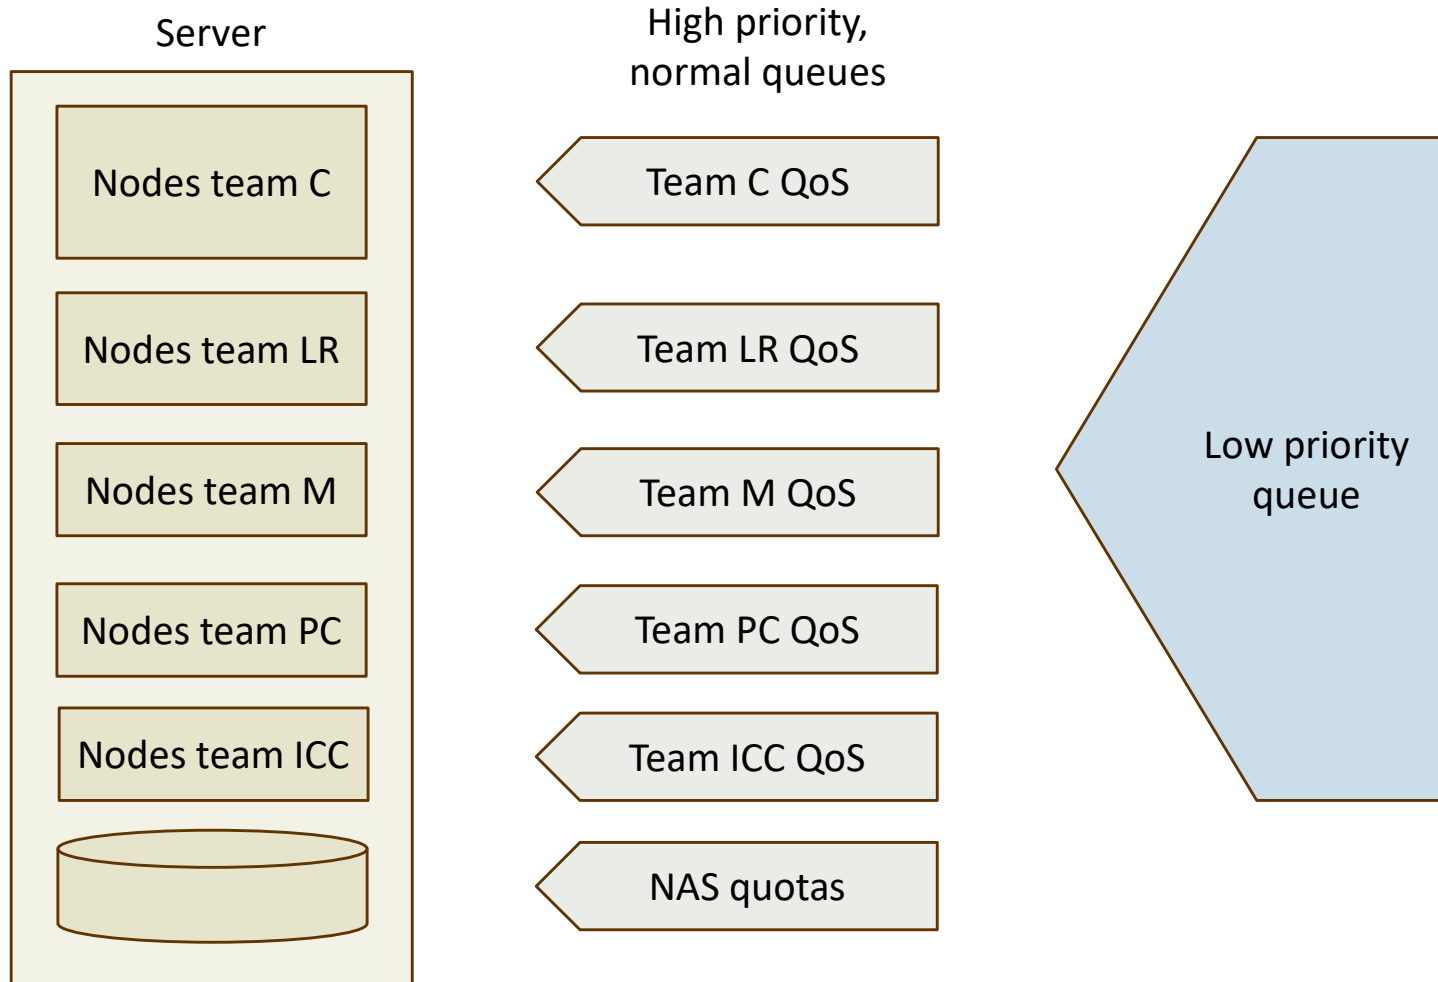 Server
High priority,
normal queues
Nodes team C
Team C QoS
Nodes team LR
Team LR QoS
Low priority
queue
Nodes team M
Team M QoS
Nodes team PC
Team PC QoS
Nodes team ICC
Team ICC QoS
NAS quotas